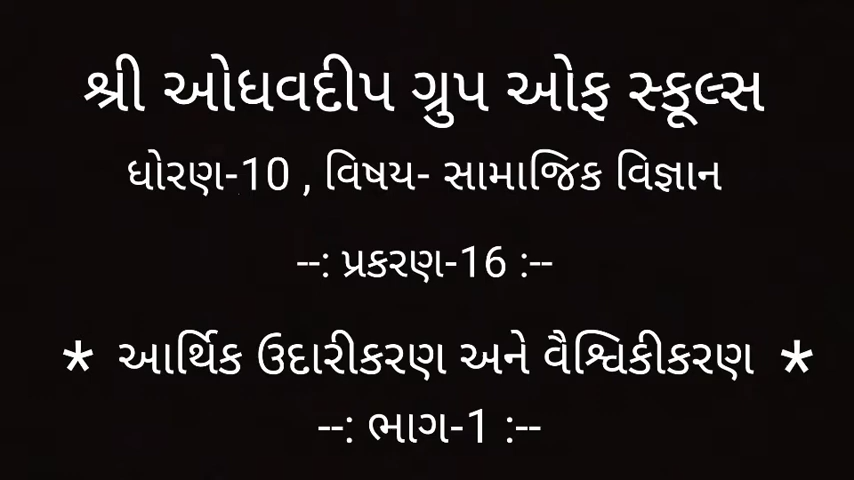 શ્રી ઓધવદીપ ગ્રુપ ઓફ સ્કૂલ્સ
ધોરણ-10 , વિષય- સામાજિક વિજ્ઞાન
--: પ્રકરણ-16 :--
* આર્થિક ઉદારીકરણ અને વૈશ્વિકીકરણ *
--: ભાગ-1 :--